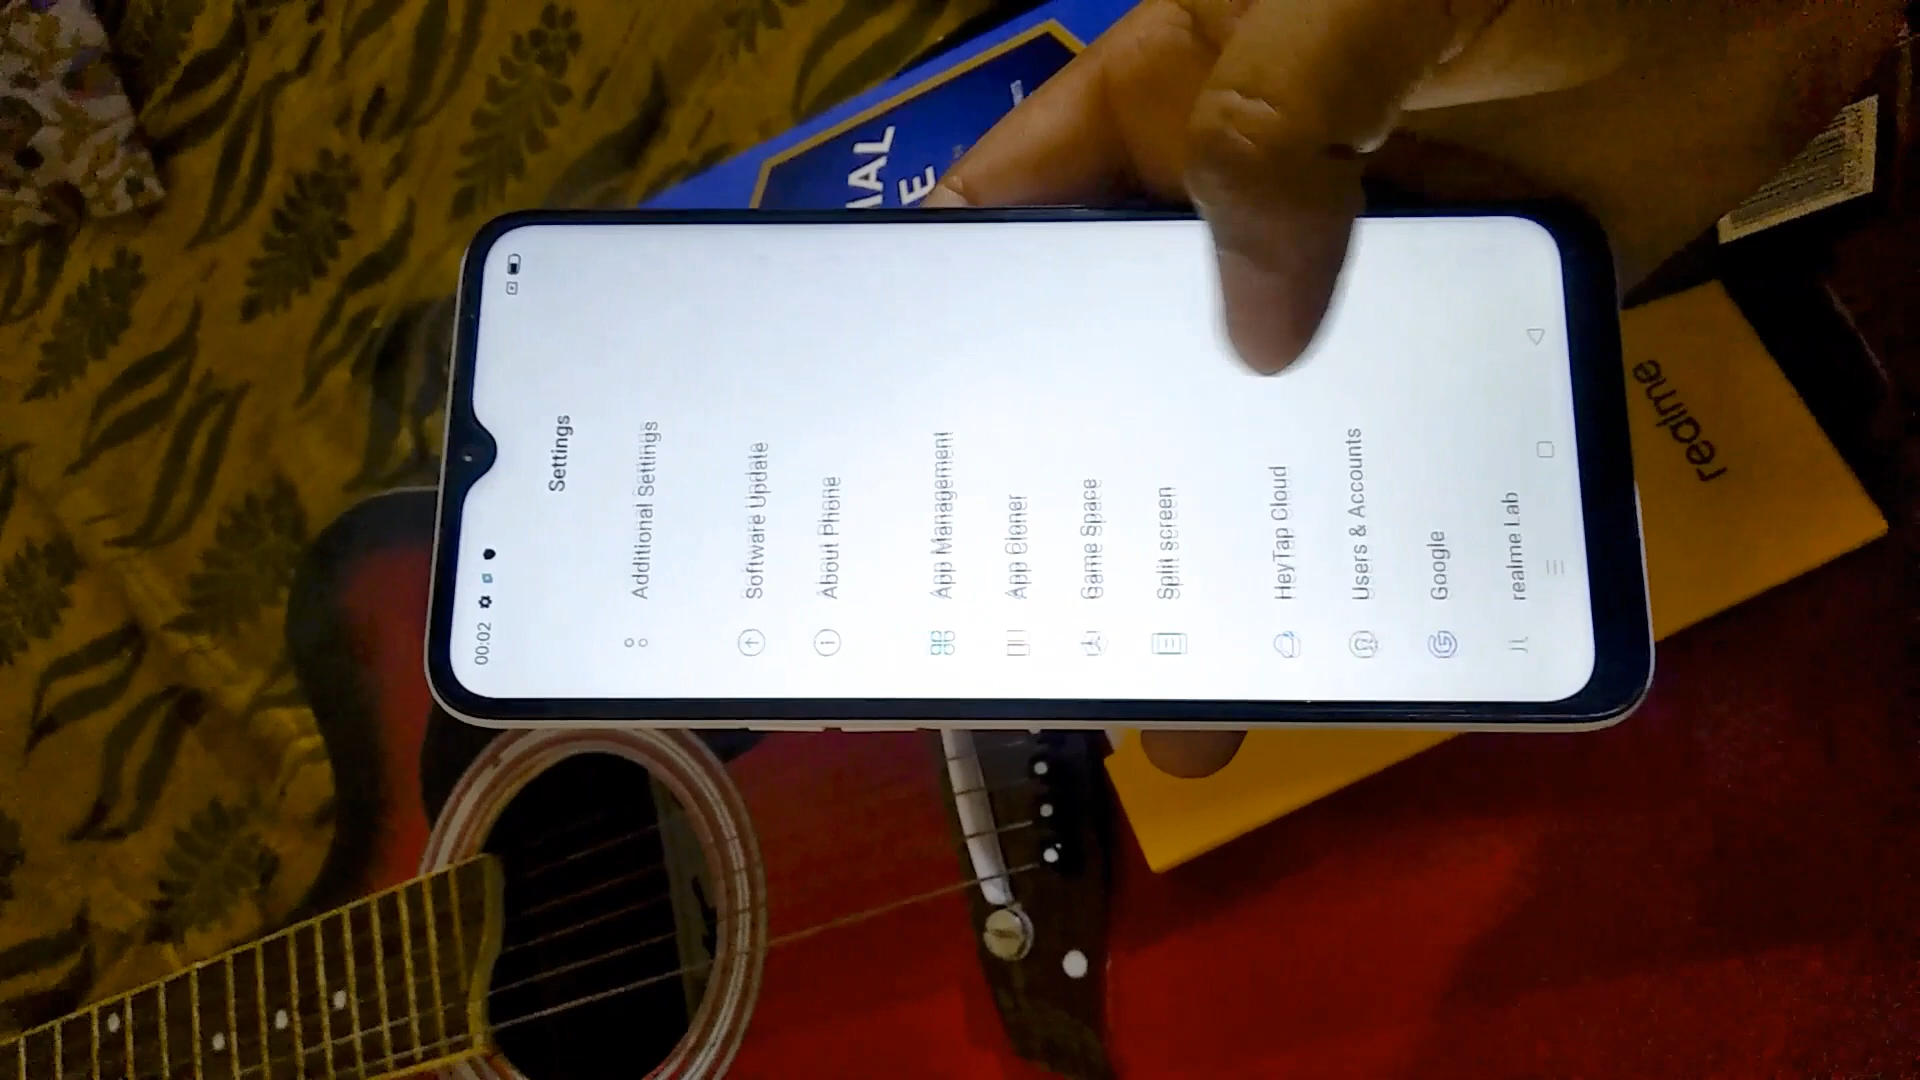 00:02
Settings
Additional Settings
Software Update
About Phone
App Management
App Cloner
Game Space
Split screen
HeyTap Cloud
Users & Accounts
Google
realme Lab
realme